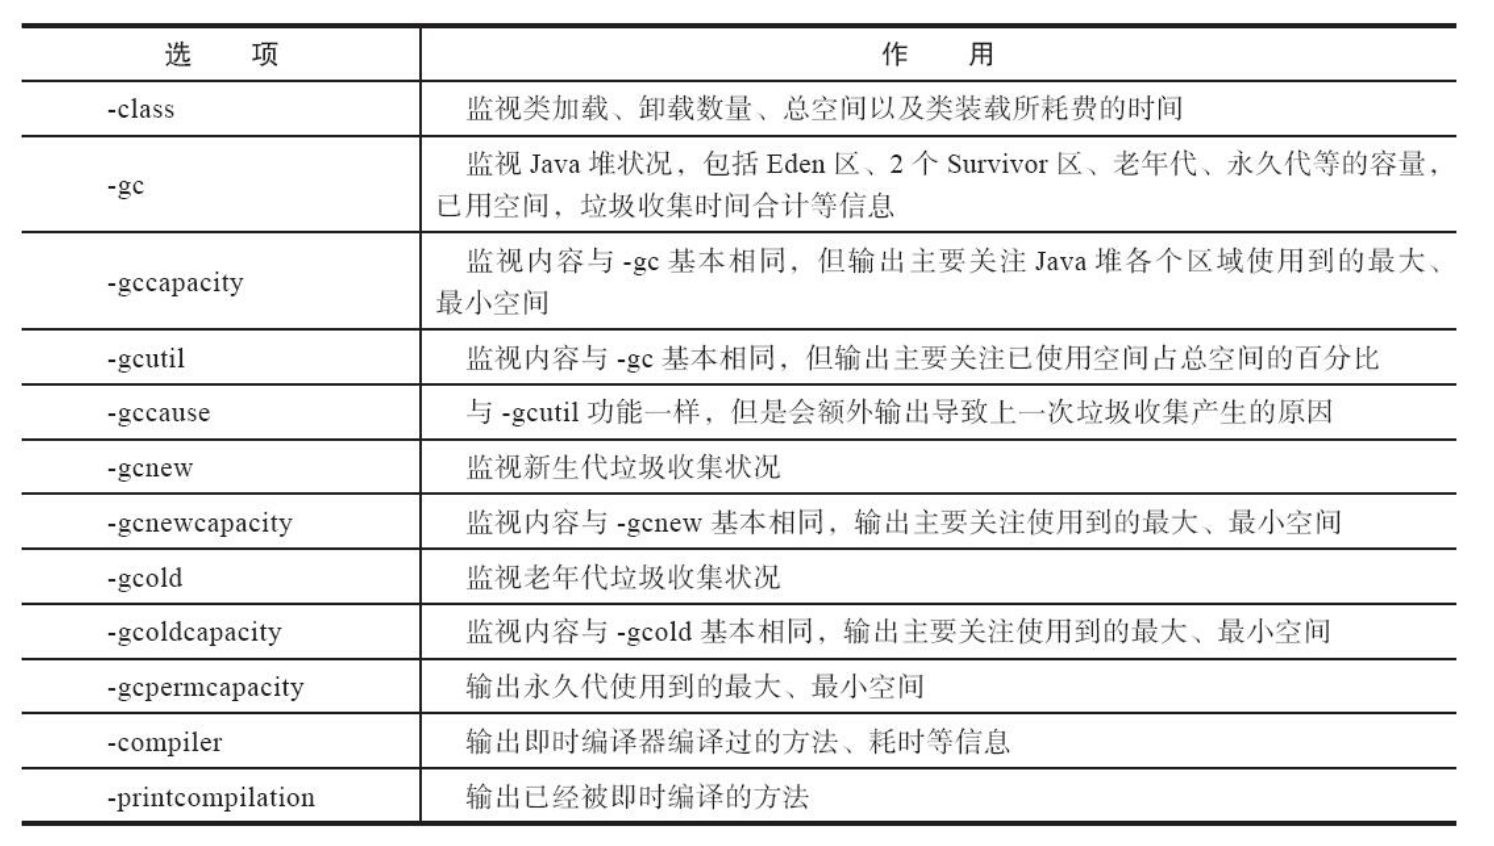 选 项 作 用
-class 监视类加载、卸载数量、总空间以及类装载所耗费的时间
-gc 监视 Java 堆状况，包括 Eden 区、2 个 Survivor 区、老年代、永久代等的容量，
已用空间，垃圾收集时间合计等信息
-gccapacity 监视内容与 -gc 基本相同，但输出主要关注 Java 堆各个区域使用到的最大、
最小空间
-gcutil 监视内容与 -gc 基本相同，但输出主要关注已使用空间占总空间的百分比
-gccause 与 -gcutil 功能一样，但是会额外输出导致上一次垃圾收集产生的原因
-gcnew 监视新生代垃圾收集状况
-gcnewcapacity 监视内容与 -gcnew 基本相同，输出主要关注使用到的最大、最小空间
-gcold 监视老年代垃圾收集状况
-gcoldcapacity 监视内容与 -gcold 基本相同，输出主要关注使用到的最大、最小空间
-gcpermcapacity 输出永久代使用到的最大、最小空间
-compiler 输出即时编译器编译过的方法、耗时等信息
-printcompilation 输出已经被即时编译的方法